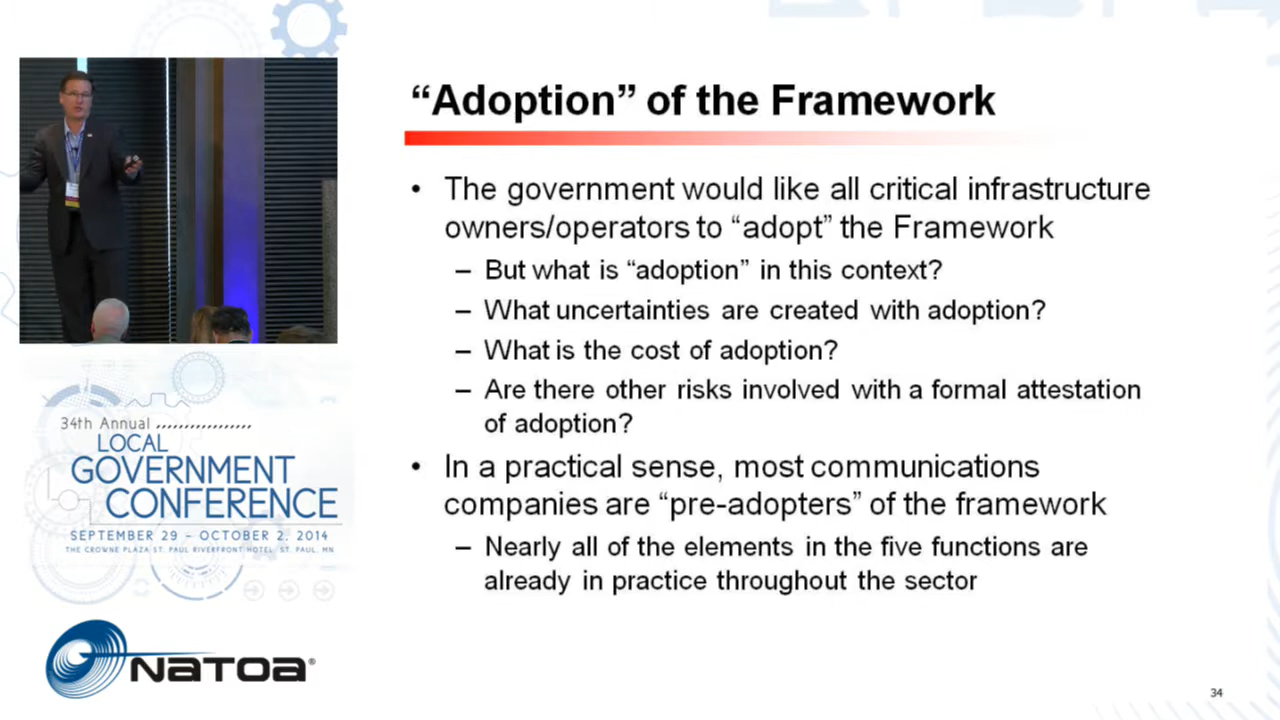 “Adoption” of the Framework
• The government would like all critical infrastructure
owners/operators to “adopt” the Framework
– But what is “adoption” in this context?
– What uncertainties are created with adoption?
– What is the cost of adoption?
– Are there other risks involved with a formal attestation
of adoption?
• In a practical sense, most communications
companies are “pre-adopters” of the framework
– Nearly all of the elements in the five functions are
already in practice throughout the sector
34th Annual
LOCAL
GOVERNMENT
CONFERENCE
SEPTEMBER 29 - OCTOBER 2, 2014
THE CROWNE PLAZA ST. PAUL RIVERFRONT HOTEL ST. PAUL, MN
NATOA®
34